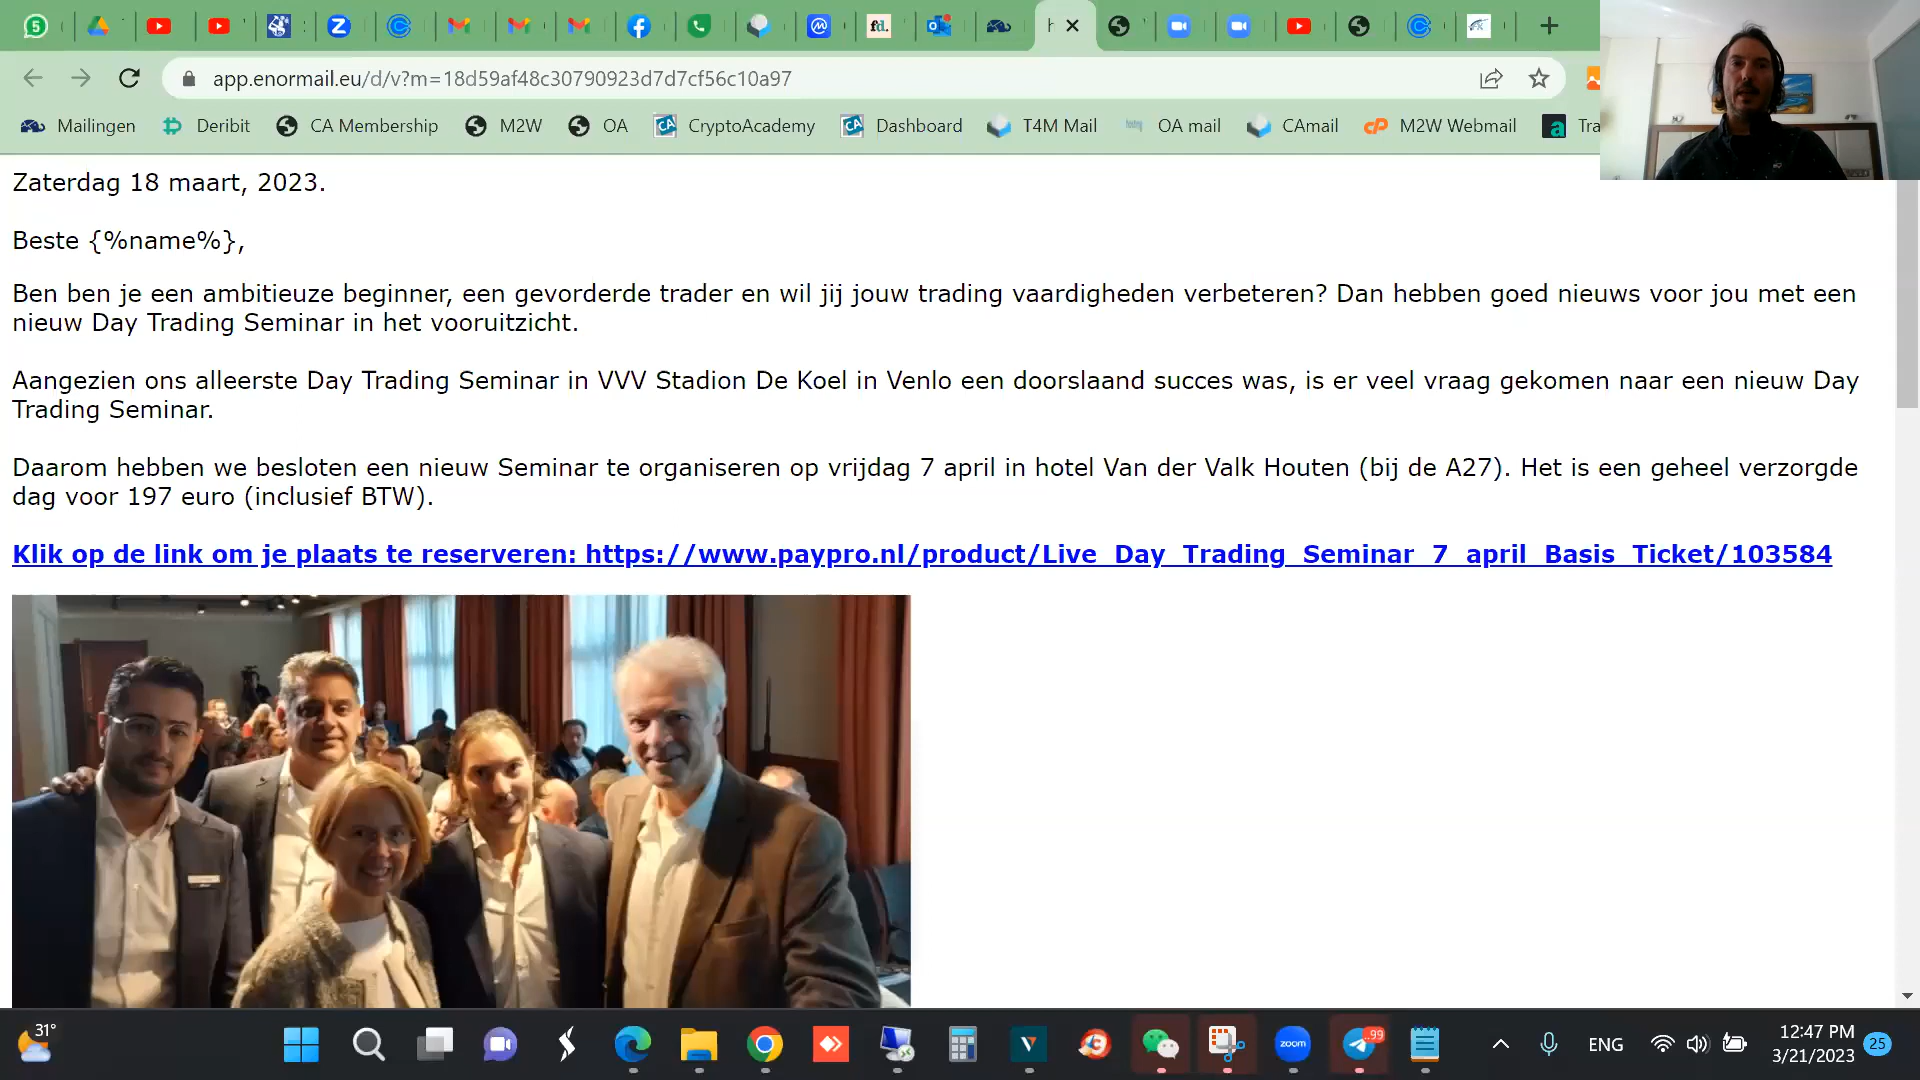 app.enormail.eu/d/v?m=18d59af48c30790923d7d7cf56c10a97
Mailingen Deribit CA Membership M2W OA CryptoAcademy Dashboard T4M Mail OA mail CAmail M2W Webmail Tra
Zaterdag 18 maart, 2023.
Beste {%name%},
Ben ben je een ambitieuze beginner, een gevorderde trader en wil jij jouw trading vaardigheden verbeteren? Dan hebben goed nieuws voor jou met een
nieuw Day Trading Seminar in het vooruitzicht.
Aangezien ons alleerste Day Trading Seminar in VVV Stadion De Koel in Venlo een doorslaand succes was, is er veel vraag gekomen naar een nieuw Day
Trading Seminar.
Daarom hebben we besloten een nieuw Seminar te organiseren op vrijdag 7 april in hotel Van der Valk Houten (bij de A27). Het is een geheel verzorgde
dag voor 197 euro (inclusief BTW).
Klik op de link om je plaats te reserveren: https://www.paypro.nl/product/Live_Day_Trading_Seminar_7_april_Basis_Ticket/103584
31°
zoom
99
ENG
12:47 PM
3/21/2023
25